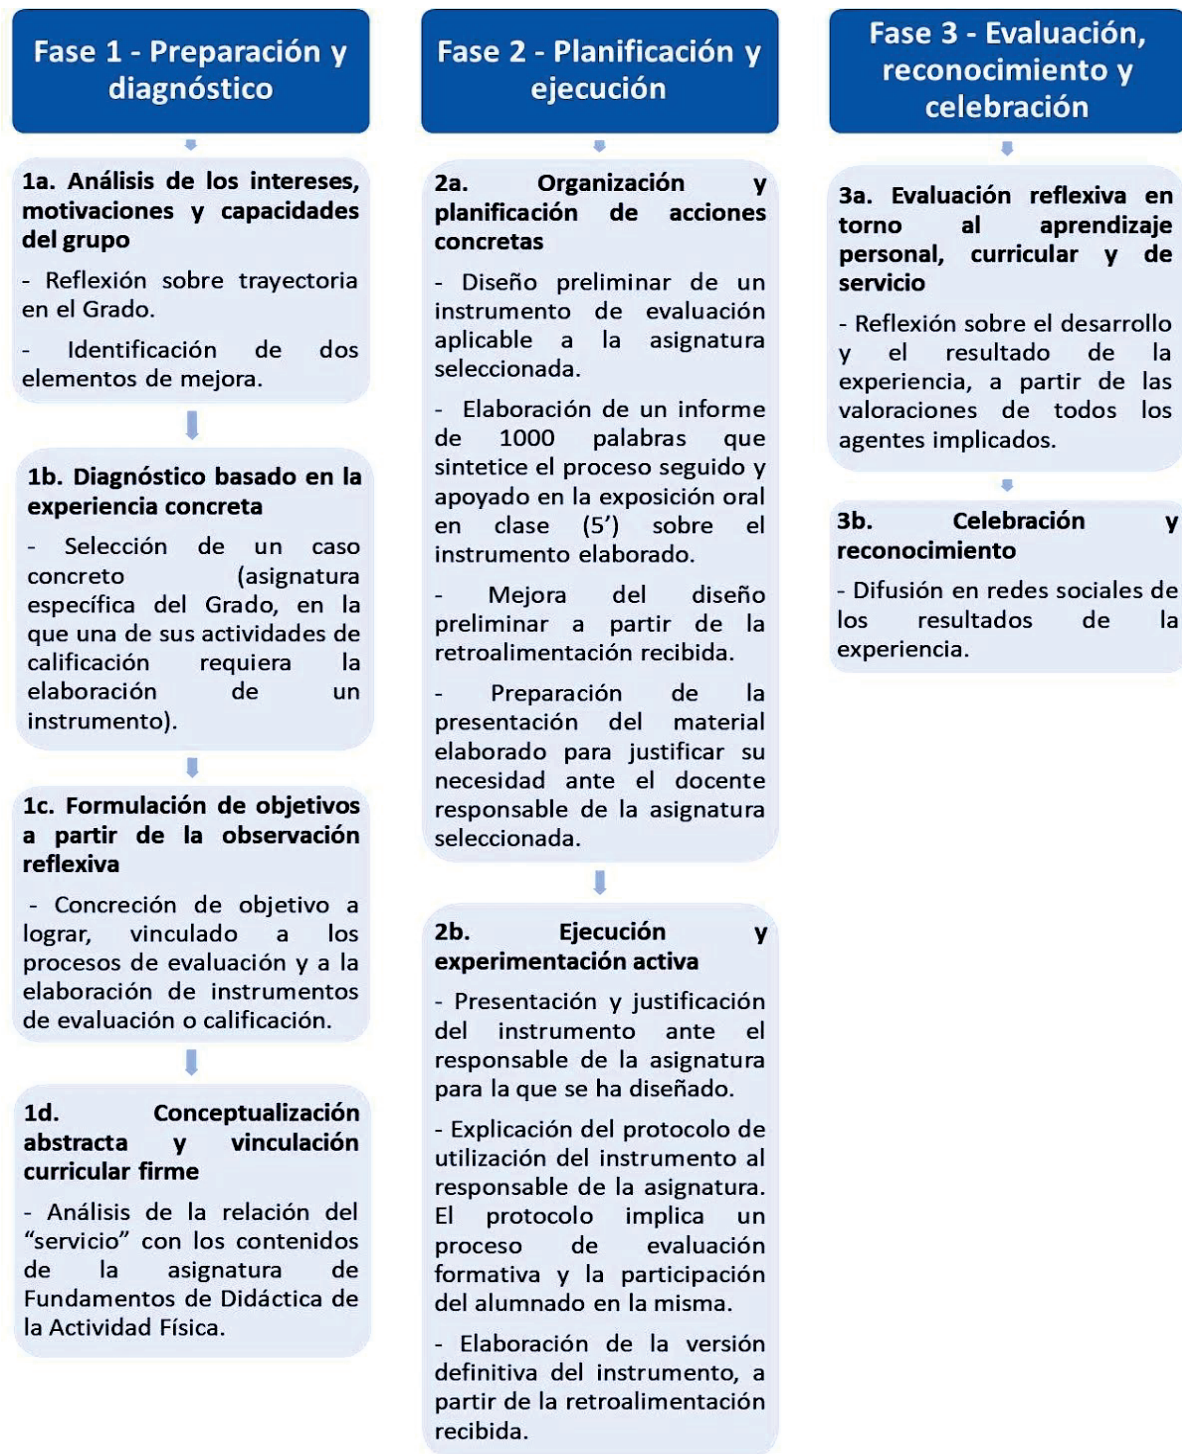 Fase 1 - Preparación y
diagnóstico
1a. Análisis de los intereses,
motivaciones y capacidades
del grupo
- Reflexión sobre trayectoria
en el Grado.
- Identificación de dos
elementos de mejora.
1b. Diagnóstico basado en la
experiencia concreta
- Selección de un caso
concreto (asignatura
específica del Grado, en la
que una de sus actividades de
calificación requiera la
elaboración de un
instrumento).
1c. Formulación de objetivos
a partir de la observación
reflexiva
- Concreción de objetivo a
lograr, vinculado a los
procesos de evaluación y a la
elaboración de instrumentos
de evaluación o calificación.
1d. Conceptualización
abstracta y vinculación
curricular firme
- Análisis de la relación del
“servicio” con los contenidos
de la asignatura de
Fundamentos de Didáctica de
la Actividad Física.
Fase 2 - Planificación y
ejecución
2a. Organización y
planificación de acciones
concretas
- Diseño preliminar de un
instrumento de evaluación
aplicable a la asignatura
seleccionada.
- Elaboración de un informe
de 1000 palabras que
sintetice el proceso seguido y
apoyado en la exposición oral
en clase (5’) sobre el
instrumento elaborado.
- Mejora del diseño
preliminar a partir de la
retroalimentación recibida.
- Preparación de la
presentación del material
elaborado para justificar su
necesidad ante el docente
responsable de la asignatura
seleccionada.
2b. Ejecución y
experimentación activa
- Presentación y justificación
del instrumento ante el
responsable de la asignatura
para la que se ha diseñado.
- Explicación del protocolo de
utilización del instrumento al
responsable de la asignatura.
El protocolo implica un
proceso de evaluación
formativa y la participación
del alumnado en la misma.
- Elaboración de la versión
definitiva del instrumento, a
partir de la retroalimentación
recibida.
Fase 3 - Evaluación,
reconocimiento y
celebración
3a. Evaluación reflexiva en
torno al aprendizaje
personal, curricular y de
servicio
- Reflexión sobre el desarrollo
y el resultado de la
experiencia, a partir de las
valoraciones de todos los
agentes implicados.
3b. Celebración y
reconocimiento
- Difusión en redes sociales de
los resultados de la
experiencia.